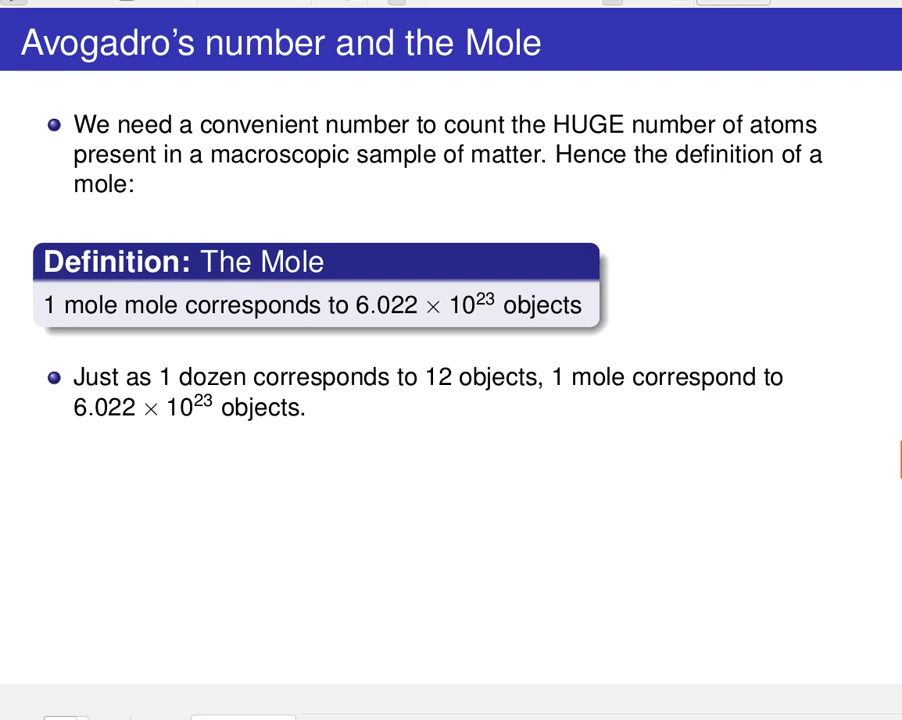 Avogadro's number and the Mole
We need a convenient number to count the HUGE number of atoms
present in a macroscopic sample of matter. Hence the definition of a
mole:
Definition: The Mole
1 mole mole corresponds to 6.022 × 10²³ objects
Just as 1 dozen corresponds to 12 objects, 1 mole correspond to
6.022 × 10²³ objects.